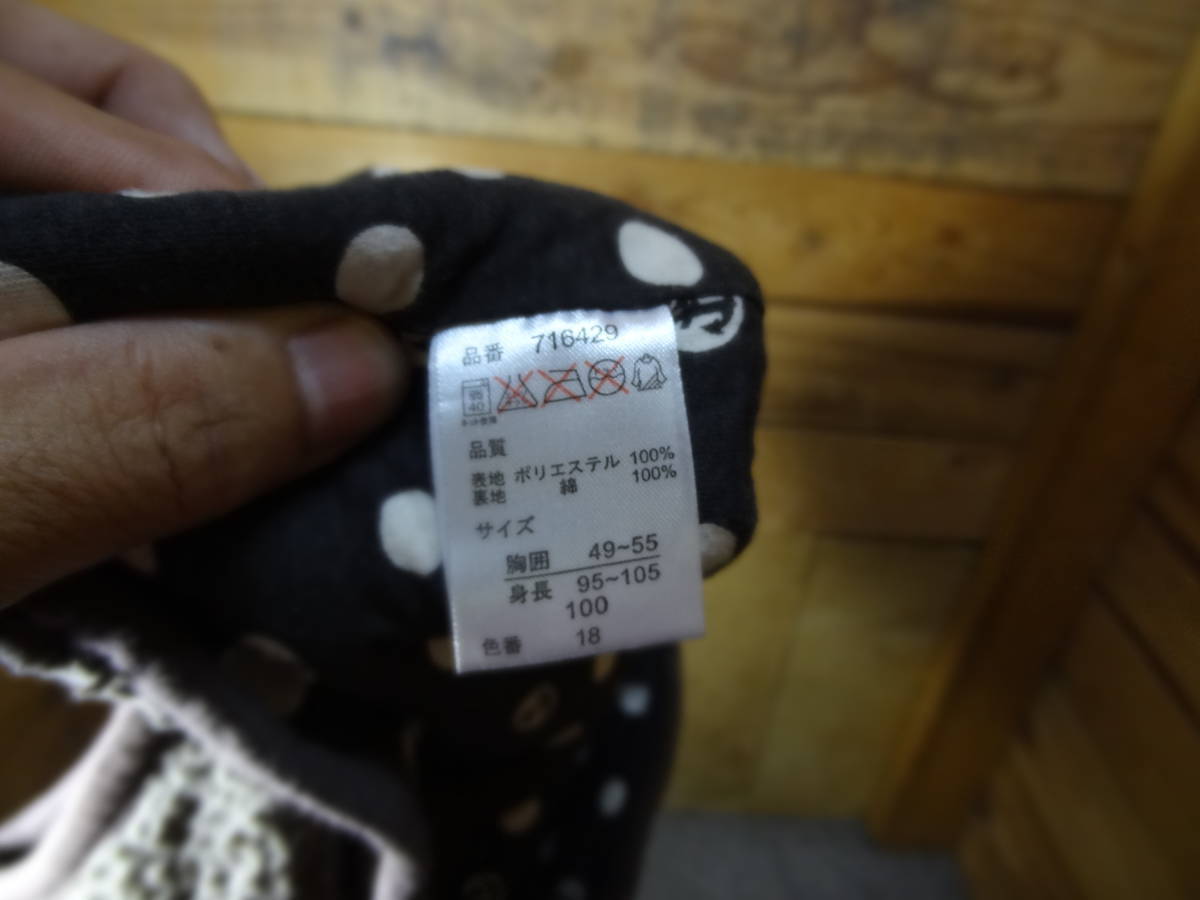 品番 716429
40
品質
表地 ポリエステル 100%
裏地 綿 100%
サイズ
胸囲 49~55
身長 95~105
100
色番 18